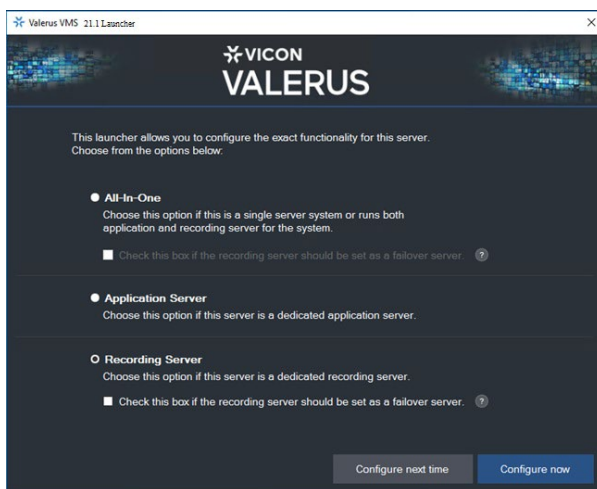 Valerus VMS 21.1 Launcher
VICON
VALERUS
This launcher allows you to configure the exact functionality for this server.
Choose from the options below:
All-In-One
Choose this option if this is a single server system or runs both
application and recording server for the system.
Check this box if the recording server should be set as a failover server. ?
Application Server
Choose this option if this server is a dedicated application server.
Recording Server
Choose this option if this server is a dedicated recording server.
Check this box if the recording server should be set as a failover server. ?
Configure next time Configure now